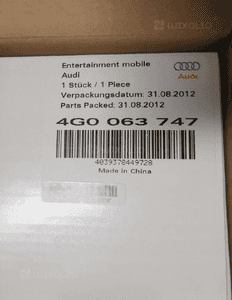 Entertainment mobile
Audi
1 Stück / 1 Piece
Verpackungsdatum: 31.08.2012
Parts Packed: 31.08.2012
Audi
4G0 063 747
4039378449728
Made in China